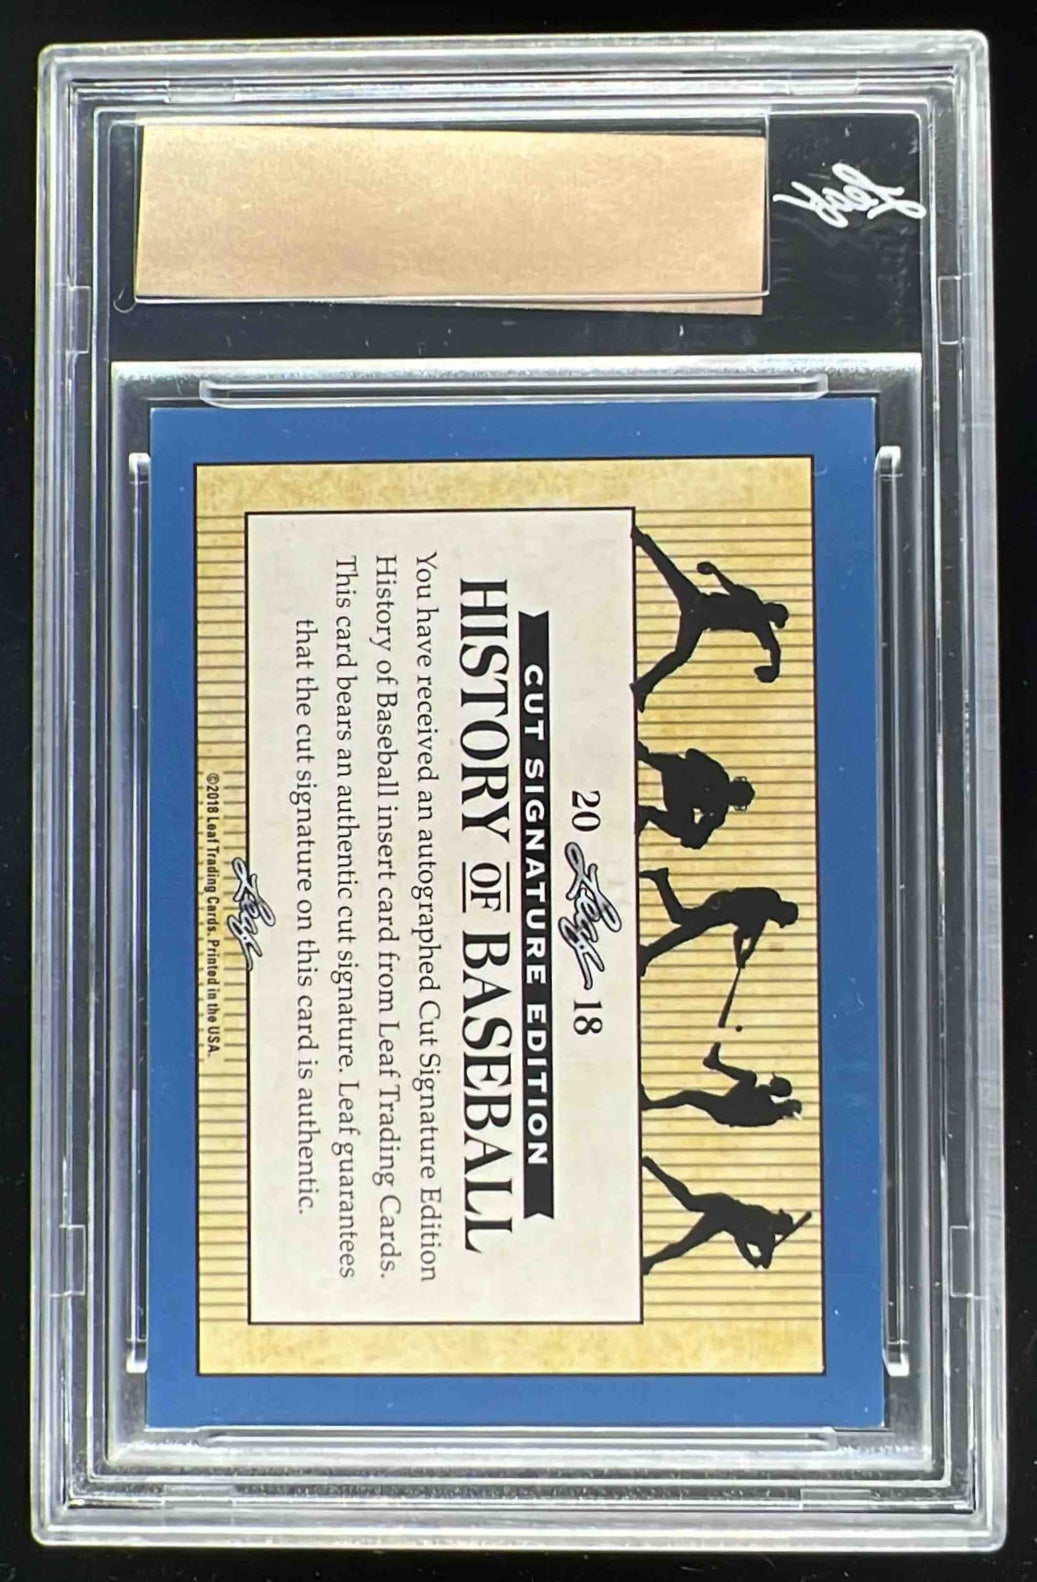 Leaf
20 Leaf 18
CUT SIGNATURE EDITION
HISTORY OF BASEBALL
You have received an autographed Cut Signature Edition
History of Baseball insert card from Leaf Trading Cards.
This card bears an authentic cut signature. Leaf guarantees
that the cut signature on this card is authentic.
Leaf
©2018 Leaf Trading Cards. Printed in the USA.